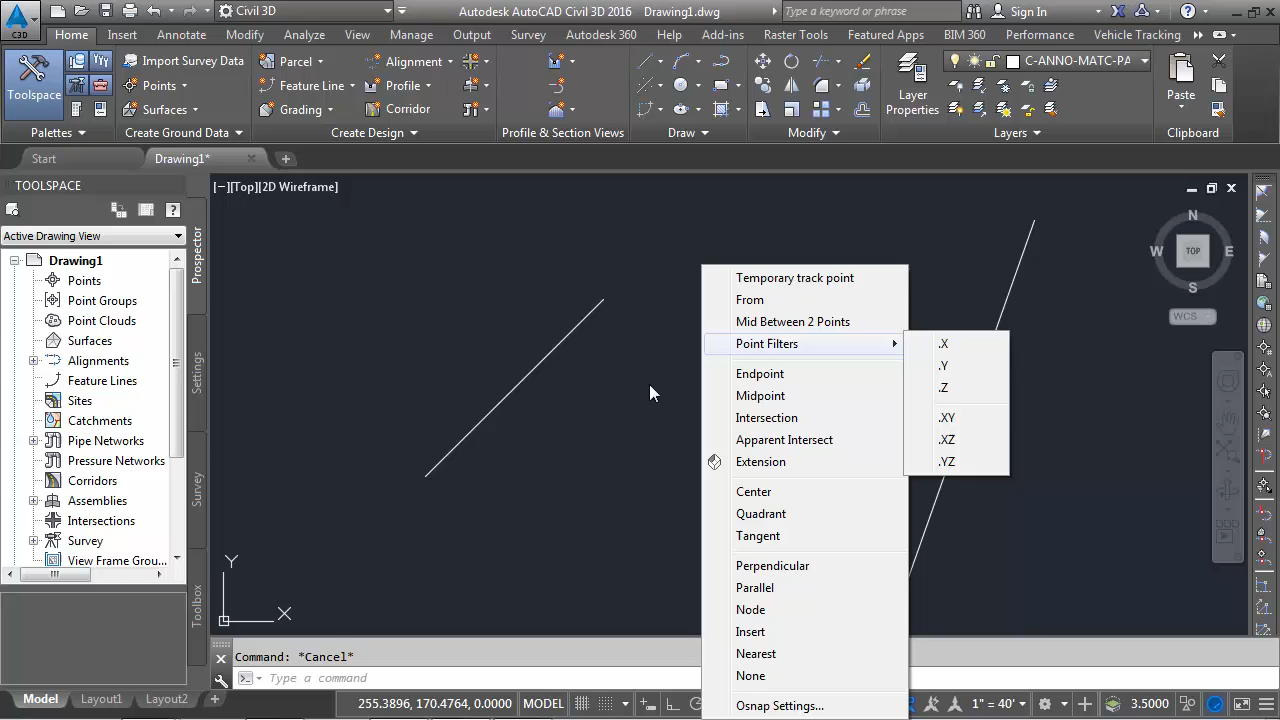 C3D
Civil 3D
Autodesk AutoCAD Civil 3D 2016 Drawing1.dwg
Type a keyword or phrase
Sign In
Home Insert Annotate Modify Analyze View Manage Output Survey Autodesk 360 Help Add-ins Raster Tools Featured Apps BIM 360 Performance Vehicle Tracking
Toolspace
Import Survey Data
Points
Surfaces
Parcel
Feature Line
Grading
Alignment
Profile
Corridor
Layer
Properties
C-ANNO-MATC-PA
Paste
Palettes Create Ground Data Create Design Profile & Section Views Draw Modify Layers Clipboard
Start Drawing1*
TOOLSPACE
Active Drawing View
Drawing1
Points
Point Groups
Point Clouds
Surfaces
Alignments
Feature Lines
Sites
Catchments
Pipe Networks
Pressure Networks
Corridors
Assemblies
Intersections
Survey
View Frame Grou...
Prospector
Settings
Survey
Toolbox
[−][Top][2D Wireframe]
N
W TOP E
S
WCS
Temporary track point
From
Mid Between 2 Points
Point Filters
Endpoint
Midpoint
Intersection
Apparent Intersect
Extension
Center
Quadrant
Tangent
Perpendicular
Parallel
Node
Insert
Nearest
None
Osnap Settings...
.X
.Y
.Z
.XY
.XZ
.YZ
Y
X
Command: *Cancel*
Type a command
Model Layout1 Layout2
255.3896, 170.4764, 0.0000 MODEL
1" = 40'
3.5000